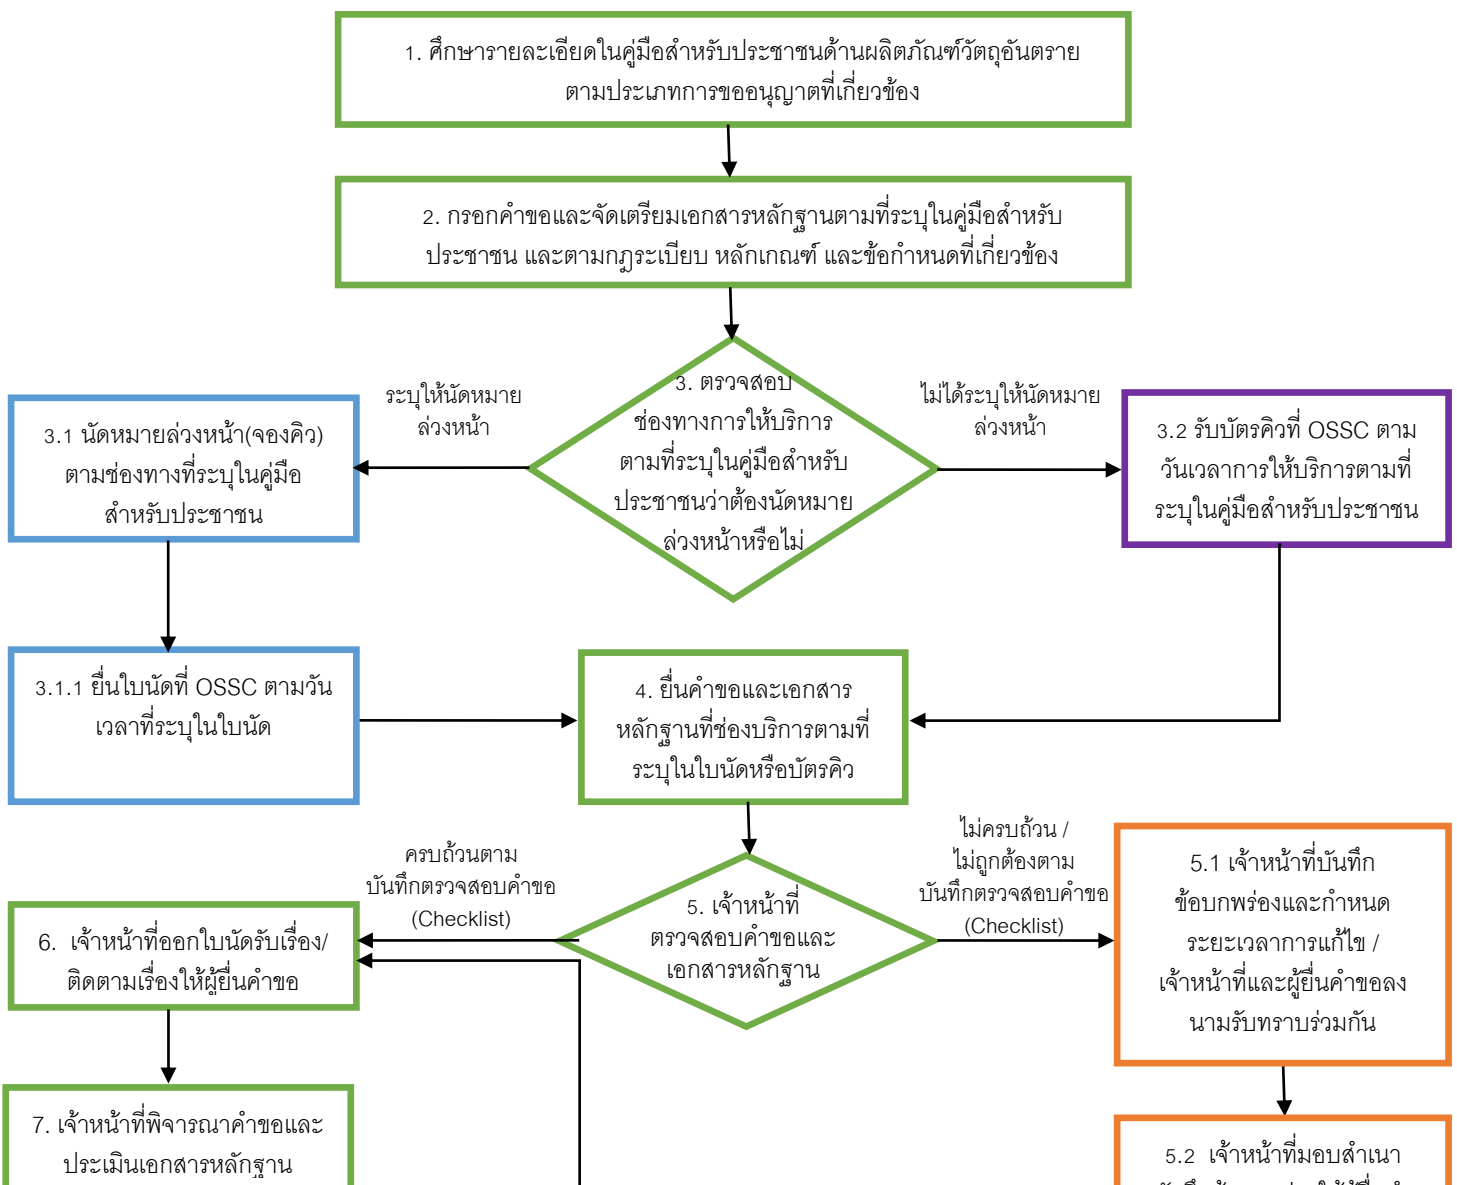 1. ศึกษารายละเอียดในคู่มือสำหรับประชาชนด้านผลิตภัณฑ์วัตถุอันตราย
ตามประเภทการขออนุญาตที่เกี่ยวข้อง
2. กรอกคำขอและจัดเตรียมเอกสารหลักฐานตามที่ระบุในคู่มือสำหรับ
ประชาชน และตามกฎระเบียบ หลักเกณฑ์ และข้อกำหนดที่เกี่ยวข้อง
3. ตรวจสอบ
ช่องทางการให้บริการ
ตามที่ระบุในคู่มือสำหรับ
ประชาชนว่าต้องนัดหมาย
ล่วงหน้าหรือไม่
ระบุให้นัดหมาย
ล่วงหน้า
ไม่ได้ระบุให้นัดหมาย
ล่วงหน้า
3.1 นัดหมายล่วงหน้า(จองคิว)
ตามช่องทางที่ระบุในคู่มือ
สำหรับประชาชน
3.2 รับบัตรคิวที่ OSSC ตาม
วันเวลาการให้บริการตามที่
ระบุในคู่มือสำหรับประชาชน
3.1.1 ยื่นใบนัดที่ OSSC ตามวัน
เวลาที่ระบุในใบนัด
4. ยื่นคำขอและเอกสาร
หลักฐานที่ช่องบริการตามที่
ระบุในใบนัดหรือบัตรคิว
5. เจ้าหน้าที่
ตรวจสอบคำขอและ
เอกสารหลักฐาน
ครบถ้วนตาม
บันทึกตรวจสอบคำขอ
(Checklist)
ไม่ครบถ้วน /
ไม่ถูกต้องตาม
บันทึกตรวจสอบคำขอ
(Checklist)
5.1 เจ้าหน้าที่บันทึก
ข้อบกพร่องและกำหนด
ระยะเวลาการแก้ไข /
เจ้าหน้าที่และผู้ยื่นคำขอลง
นามรับทราบร่วมกัน
6. เจ้าหน้าที่ออกใบนัดรับเรื่อง/
ติดตามเรื่องให้ผู้ยื่นคำขอ
7. เจ้าหน้าที่พิจารณาคำขอและ
ประเมินเอกสารหลักฐาน
5.2 เจ้าหน้าที่มอบสำเนา